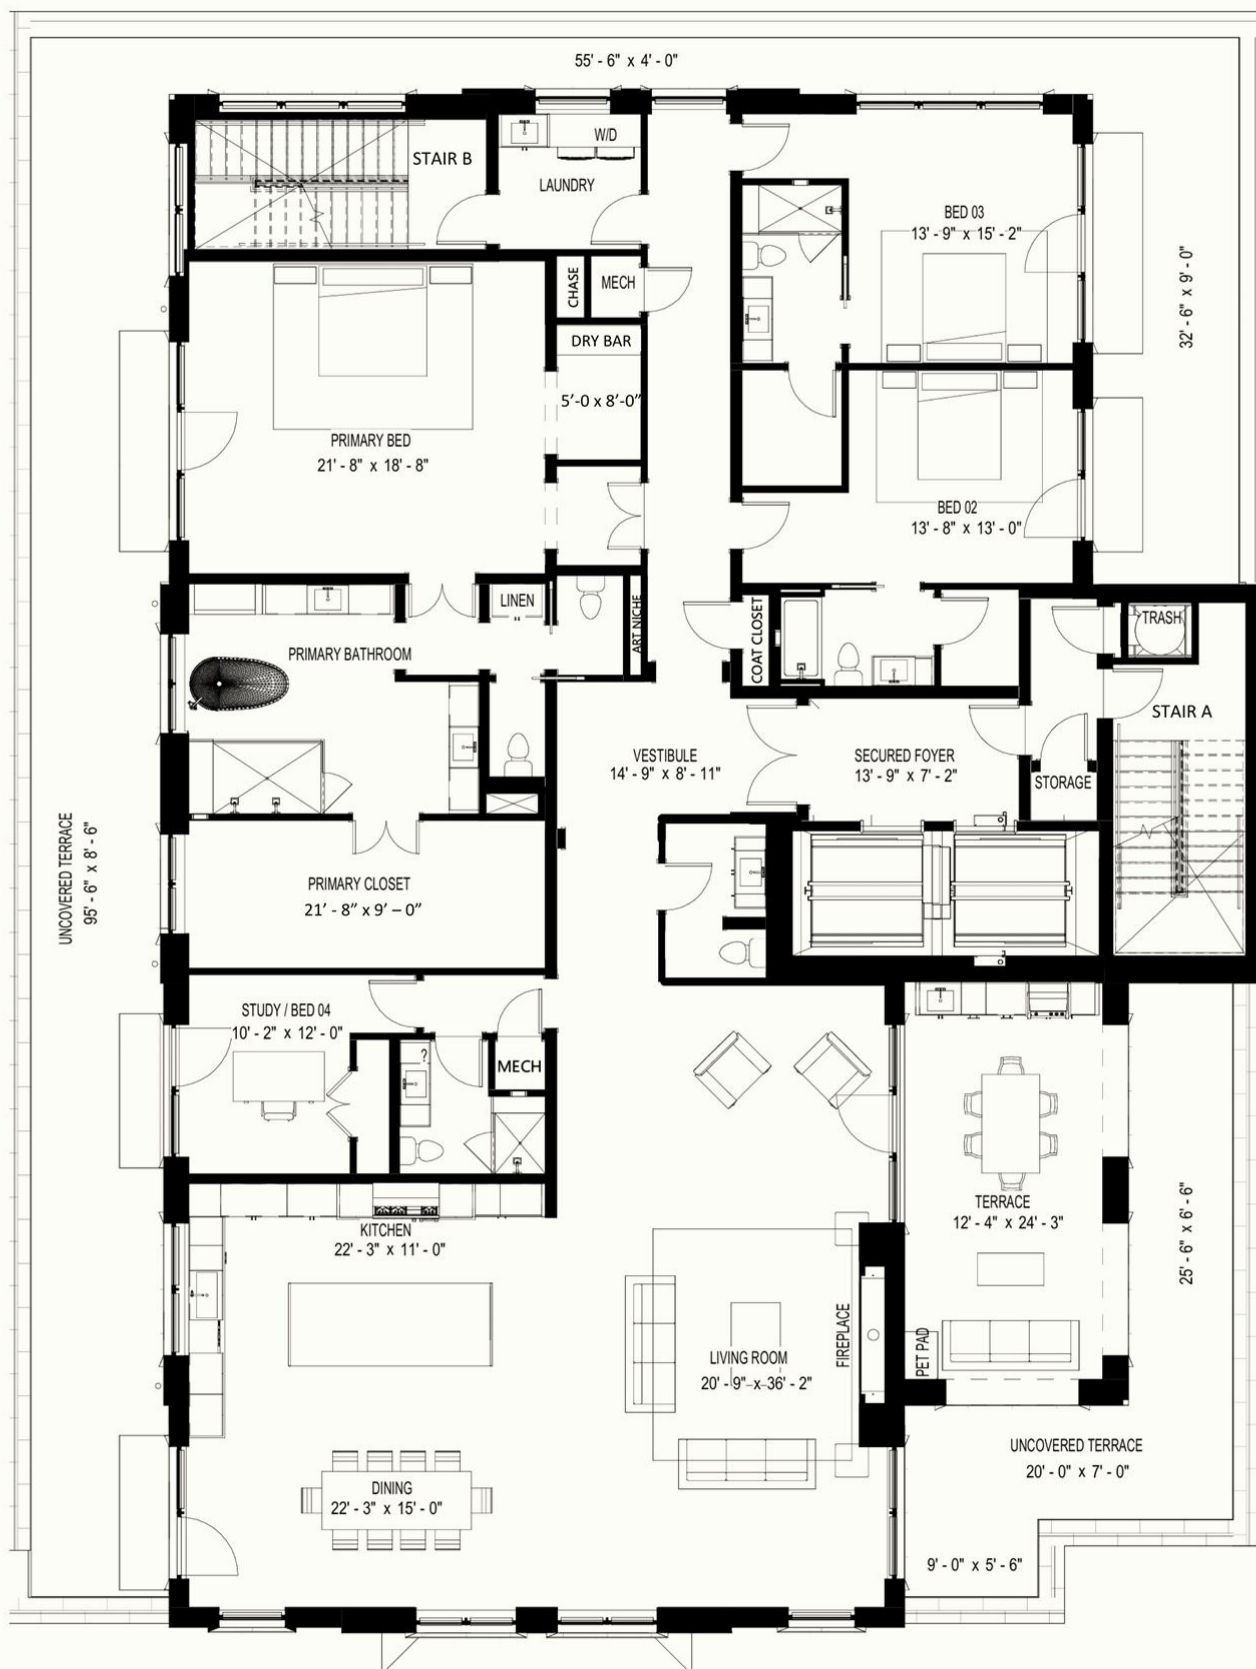 55' - 6" x 4' - 0"
STAIR B
W/D
LAUNDRY
BED 03
13' - 9" x 15' - 2"
32' - 6" x 9' - 0"
CHASE
MECH
DRY BAR
5'-0 x 8'-0"
PRIMARY BED
21' - 8" x 18' - 8"
BED 02
13' - 8" x 13' - 0"
LINEN
ART NICHE
COAT CLOSET
TRASH
PRIMARY BATHROOM
STAIR A
VESTIBULE
14' - 9" x 8' - 11"
SECURED FOYER
13' - 9" x 7' - 2"
STORAGE
UNCOVERED TERRACE
95' - 6" x 8' - 6"
PRIMARY CLOSET
21' - 8" x 9' – 0"
STUDY / BED 04
10' - 2" x 12' - 0"
?
MECH
TERRACE
12' - 4" x 24' - 3"
25' - 6" x 6' - 6"
KITCHEN
22' - 3" x 11' - 0"
FIREPLACE
PET PAD
LIVING ROOM
20' - 9" x 36' - 2"
UNCOVERED TERRACE
20' - 0" x 7' - 0"
DINING
22' - 3" x 15' - 0"
9' - 0" x 5' - 6"